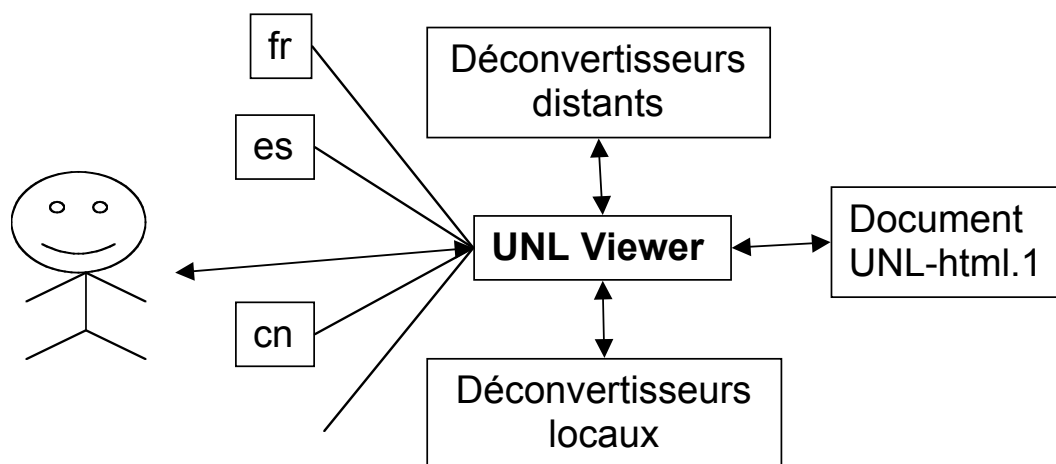 fr
Déconvertisseurs
distants
es
UNL Viewer
Document
UNL-html.1
cn
Déconvertisseurs
locaux